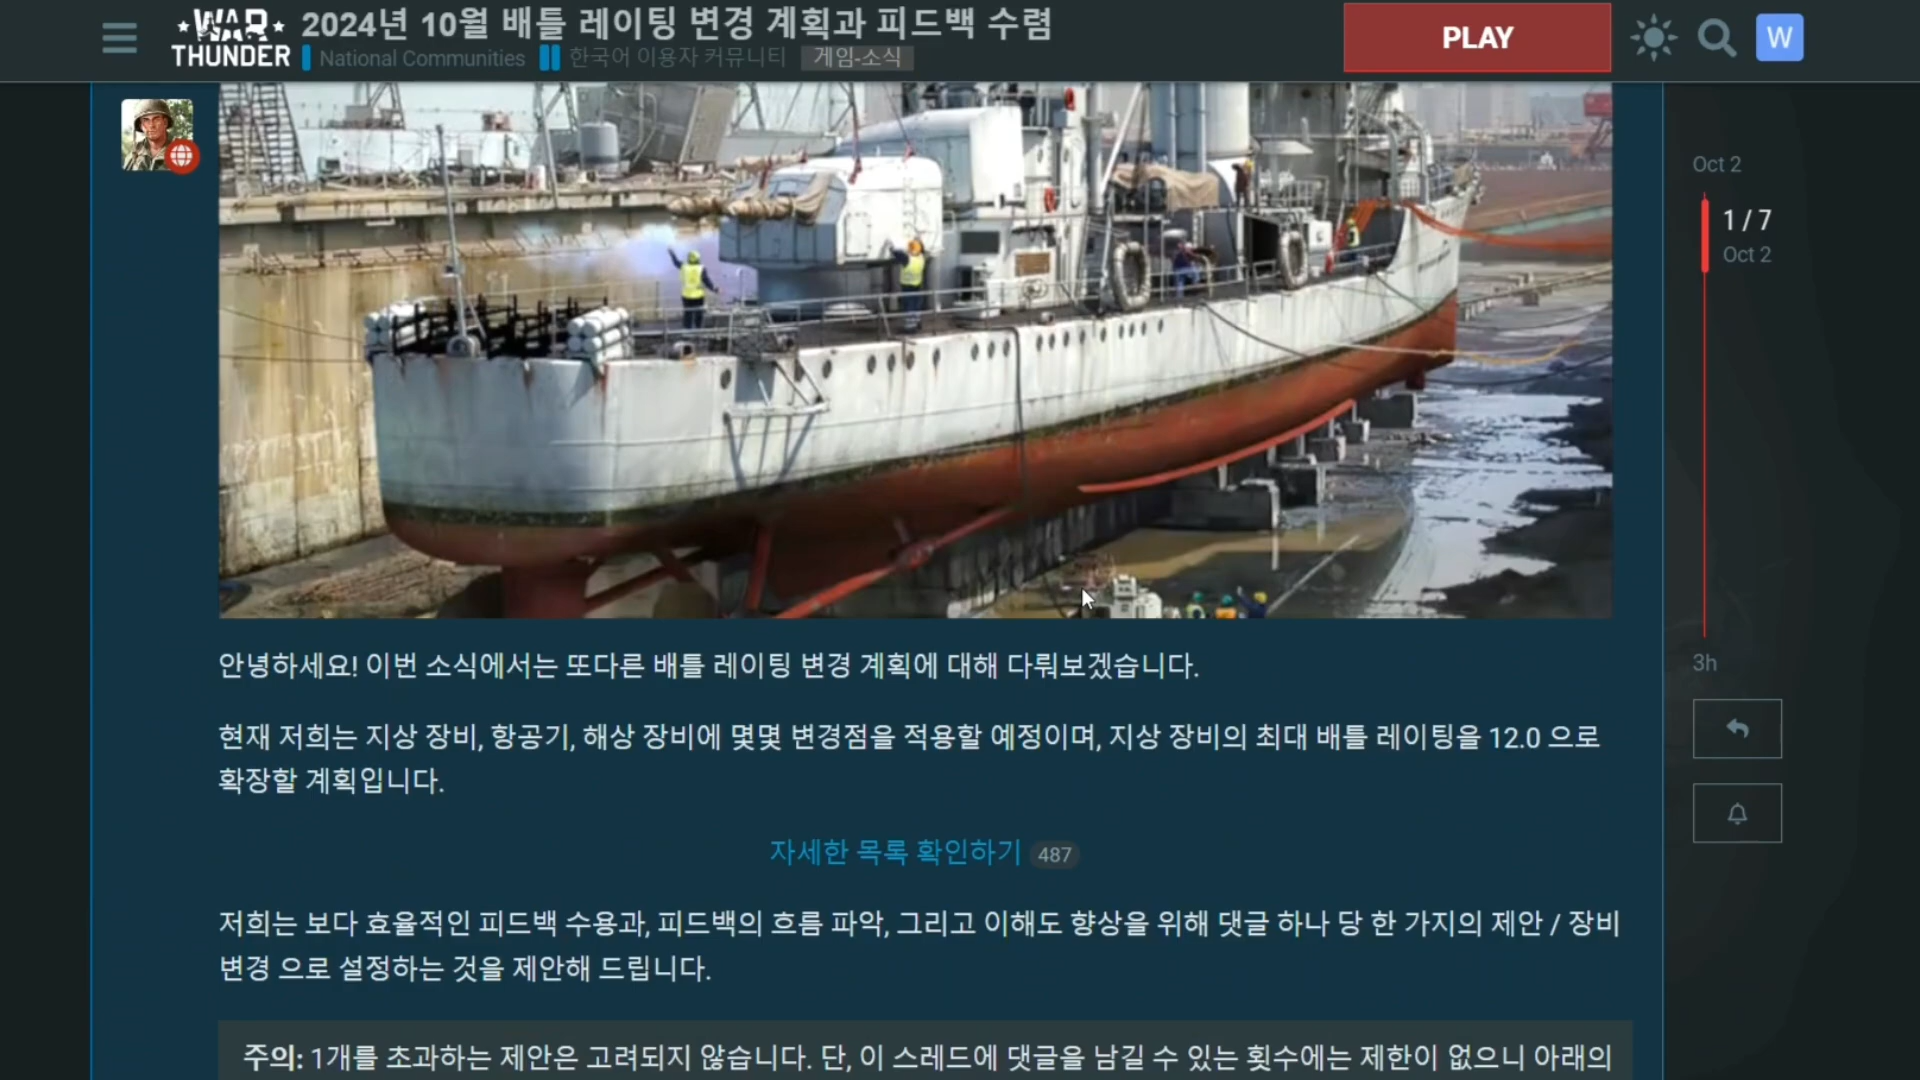 WAR
THUNDER
2024년 10월 배틀 레이팅 변경 계획과 피드백 수렴
National Communities 한국어 이용자 커뮤니티 게임-소식
PLAY
W
Oct 2
1 / 7
Oct 2
3h
안녕하세요! 이번 소식에서는 또다른 배틀 레이팅 변경 계획에 대해 다뤄보겠습니다.
현재 저희는 지상 장비, 항공기, 해상 장비에 몇몇 변경점을 적용할 예정이며, 지상 장비의 최대 배틀 레이팅을 12.0 으로
확장할 계획입니다.
자세한 목록 확인하기 487
저희는 보다 효율적인 피드백 수용과, 피드백의 흐름 파악, 그리고 이해도 향상을 위해 댓글 하나 당 한 가지의 제안 / 장비
변경 으로 설정하는 것을 제안해 드립니다.
주의: 1개를 초과하는 제안은 고려되지 않습니다. 단, 이 스레드에 댓글을 남길 수 있는 횟수에는 제한이 없으니 아래의